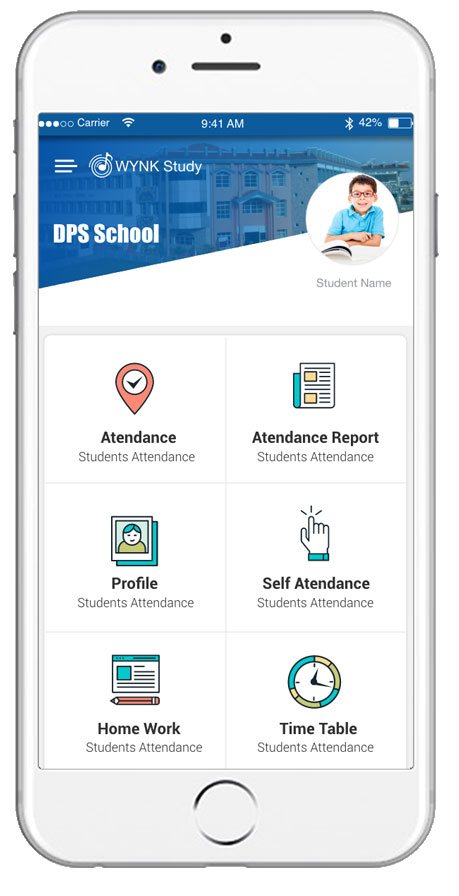 Carrier 9:41 AM 42%
WYNK Study
DPS School
Student Name
Atendance Atendance Report
Students Attendance Students Attendance
Profile Self Atendance
Students Attendance Students Attendance
Home Work Time Table
Students Attendance Students Attendance